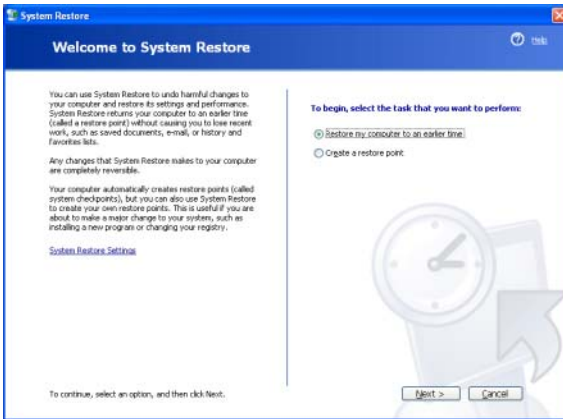 System Restore
Welcome to System Restore
Help
You can use System Restore to undo harmful changes to
your computer and restore its settings and performance.
System Restore returns your computer to an earlier time
(called a restore point) without causing you to lose recent
work, such as saved documents, e-mail, or history and
favorites lists.
Any changes that System Restore makes to your computer
are completely reversible.
Your computer automatically creates restore points (called
system checkpoints), but you can also use System Restore
to create your own restore points. This is useful if you are
about to make a major change to your system, such as
installing a new program or changing your registry.
System Restore Settings
To begin, select the task that you want to perform:
Restore my computer to an earlier time
Create a restore point
To continue, select an option, and then click Next.
Next >
Cancel